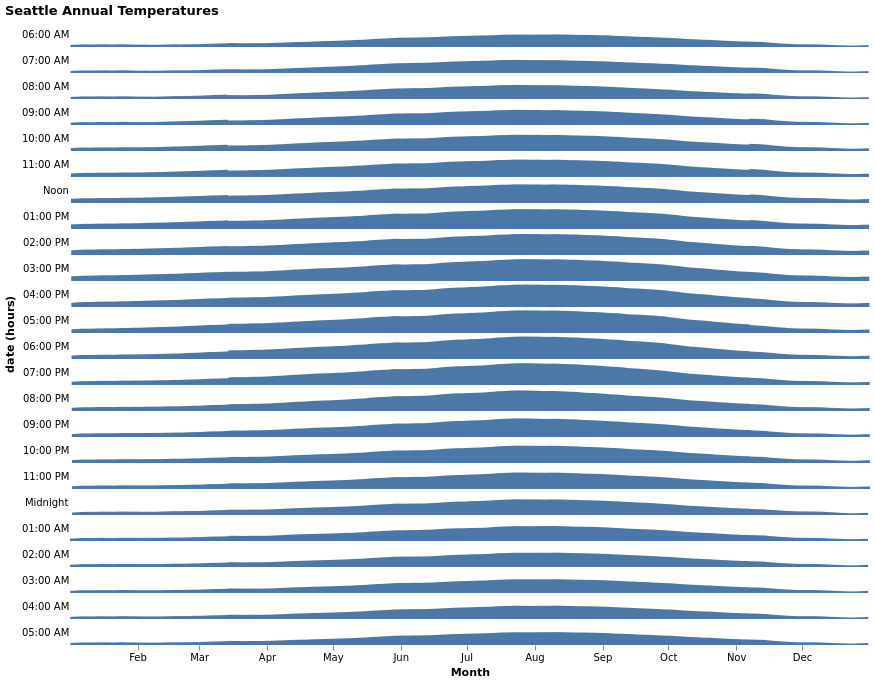 Seattle Annual Temperatures
date (hours)
06:00 AM
07:00 AM
08:00 AM
09:00 AM
10:00 AM
11:00 AM
Noon
01:00 PM
02:00 PM
03:00 PM
04:00 PM
05:00 PM
06:00 PM
07:00 PM
08:00 PM
09:00 PM
10:00 PM
11:00 PM
Midnight
01:00 AM
02:00 AM
03:00 AM
04:00 AM
05:00 AM
Feb Mar Apr May Jun Jul Aug Sep Oct Nov Dec
Month